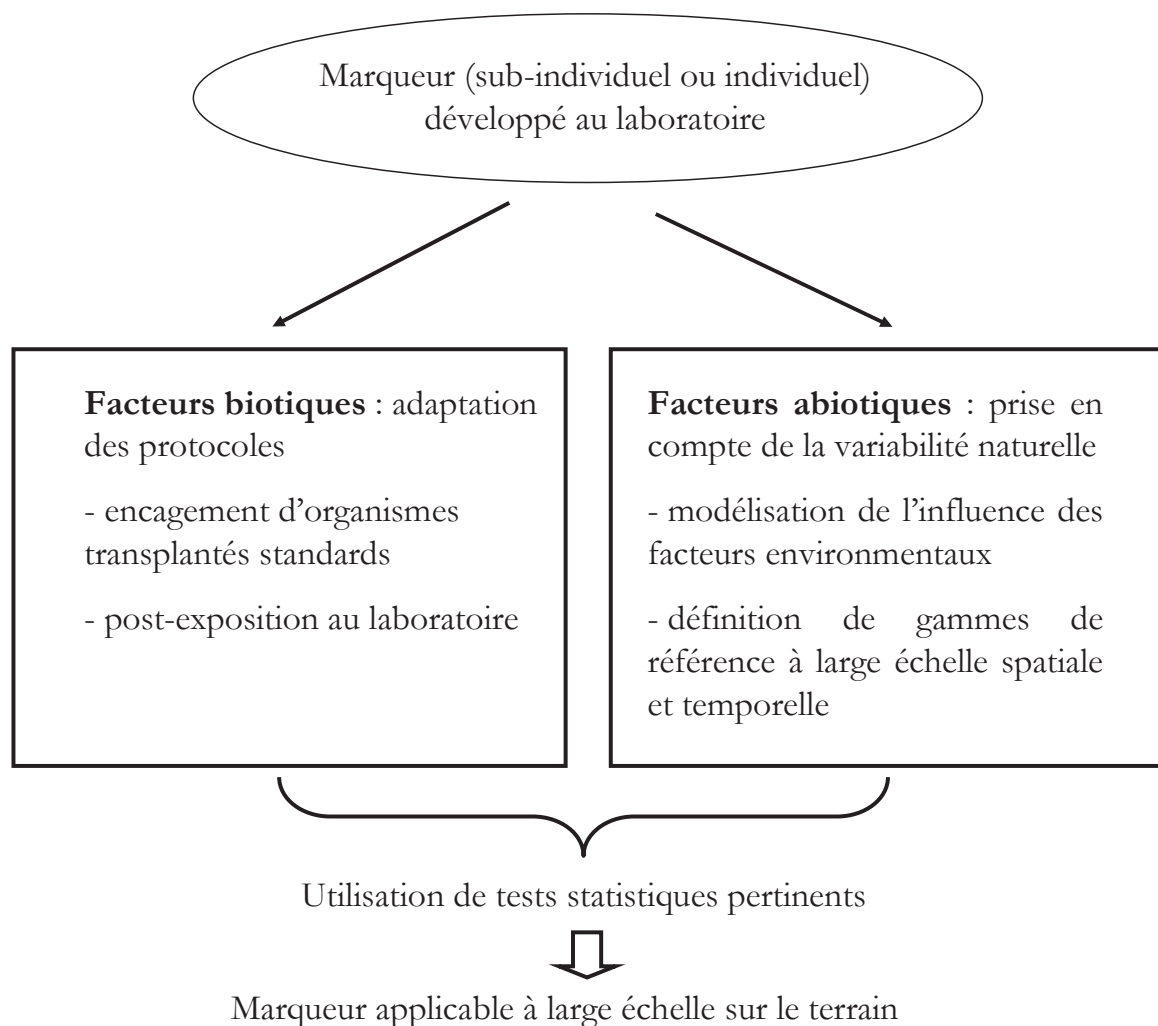 Marqueur (sub-individuel ou individuel)
développé au laboratoire
Facteurs biotiques : adaptation
des protocoles
- encagement d’organismes
transplantés standards
- post-exposition au laboratoire
Facteurs abiotiques : prise en
compte de la variabilité naturelle
- modélisation de l’influence des
facteurs environmentaux
- définition de gammes de
référence à large échelle spatiale
et temporelle
Utilisation de tests statistiques pertinents
Marqueur applicable à large échelle sur le terrain